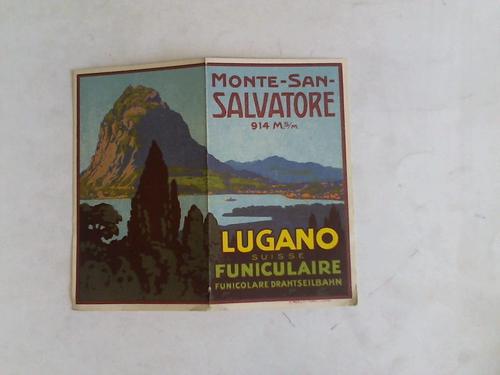 MONTE-SAN-
SALVATORE
914 M s/M
LUGANO
SUISSE
FUNICULAIRE
FUNICOLARE DRAHTSEILBAHN